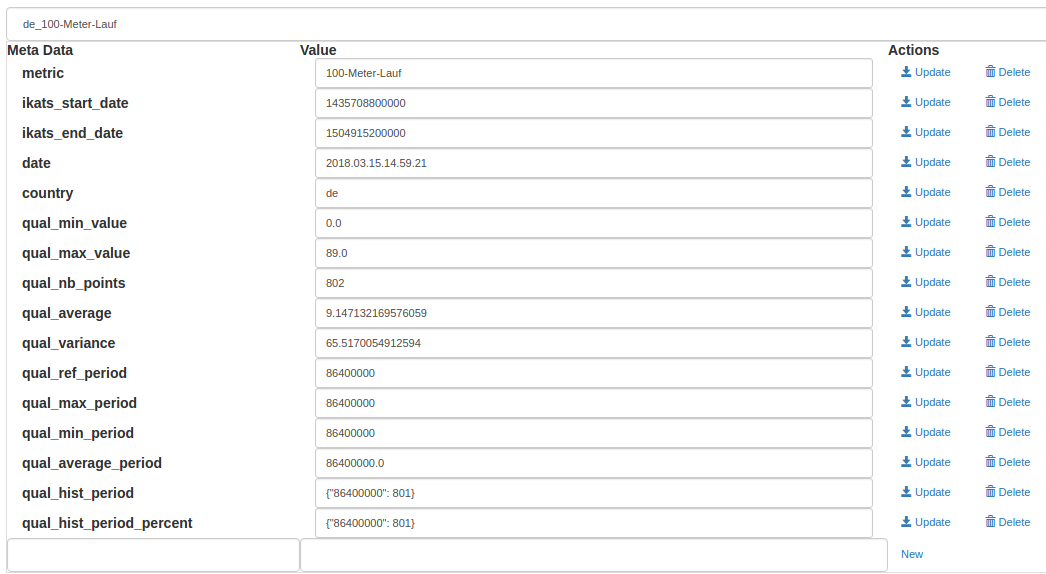 de_100-Meter-Lauf
Meta Data Value Actions
metric 100-Meter-Lauf Update Delete
ikats_start_date 1435708800000 Update Delete
ikats_end_date 1504915200000 Update Delete
date 2018.03.15.14.59.21 Update Delete
country de Update Delete
qual_min_value 0.0 Update Delete
qual_max_value 89.0 Update Delete
qual_nb_points 802 Update Delete
qual_average 9.147132169576059 Update Delete
qual_variance 65.5170054912594 Update Delete
qual_ref_period 86400000 Update Delete
qual_max_period 86400000 Update Delete
qual_min_period 86400000 Update Delete
qual_average_period 86400000.0 Update Delete
qual_hist_period {"86400000": 801} Update Delete
qual_hist_period_percent {"86400000": 801} Update Delete
New